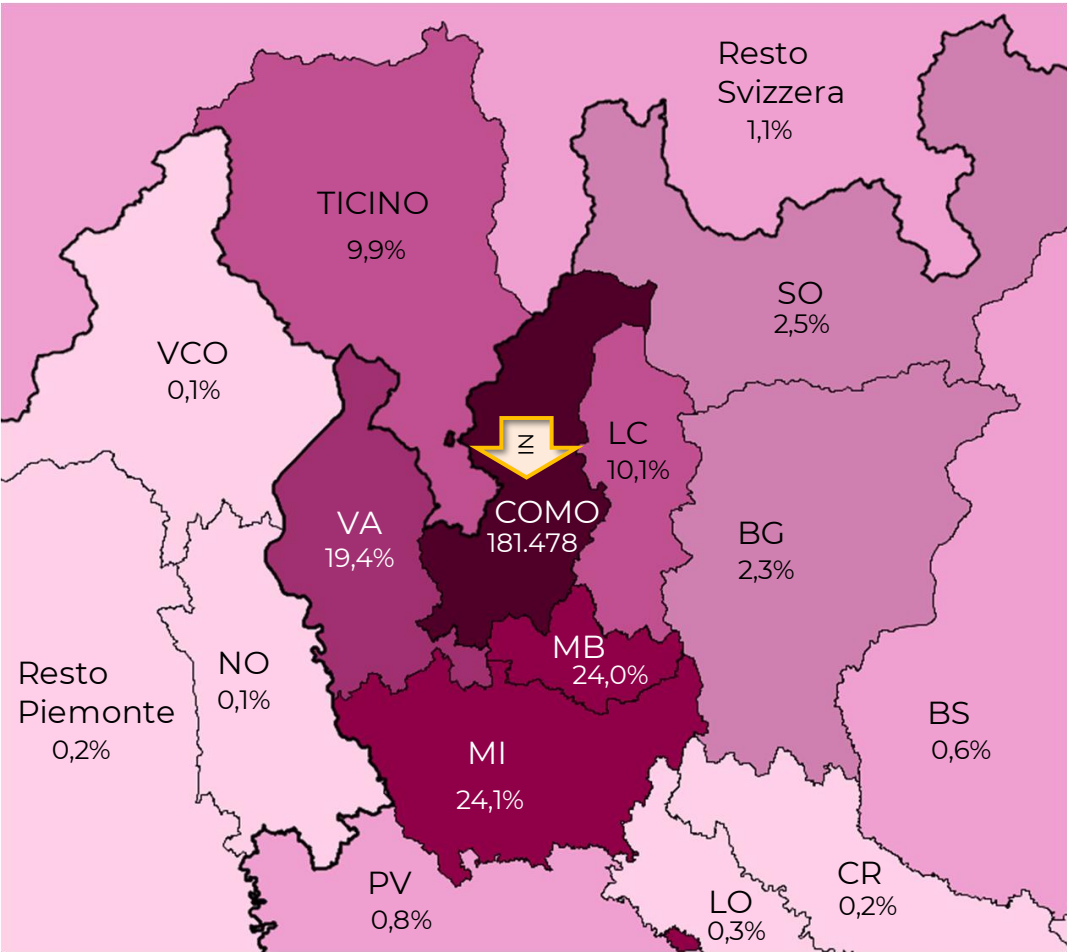 Resto
Svizzera
1,1%
TICINO
9,9%
SO
2,5%
VCO
0,1%
LC
10,1%
IN
COMO
181.478
VA
19,4%
BG
2,3%
MB
24,0%
NO
0,1%
Resto
Piemonte
0,2%
BS
0,6%
MI
24,1%
PV
0,8%
CR
0,2%
LO
0,3%